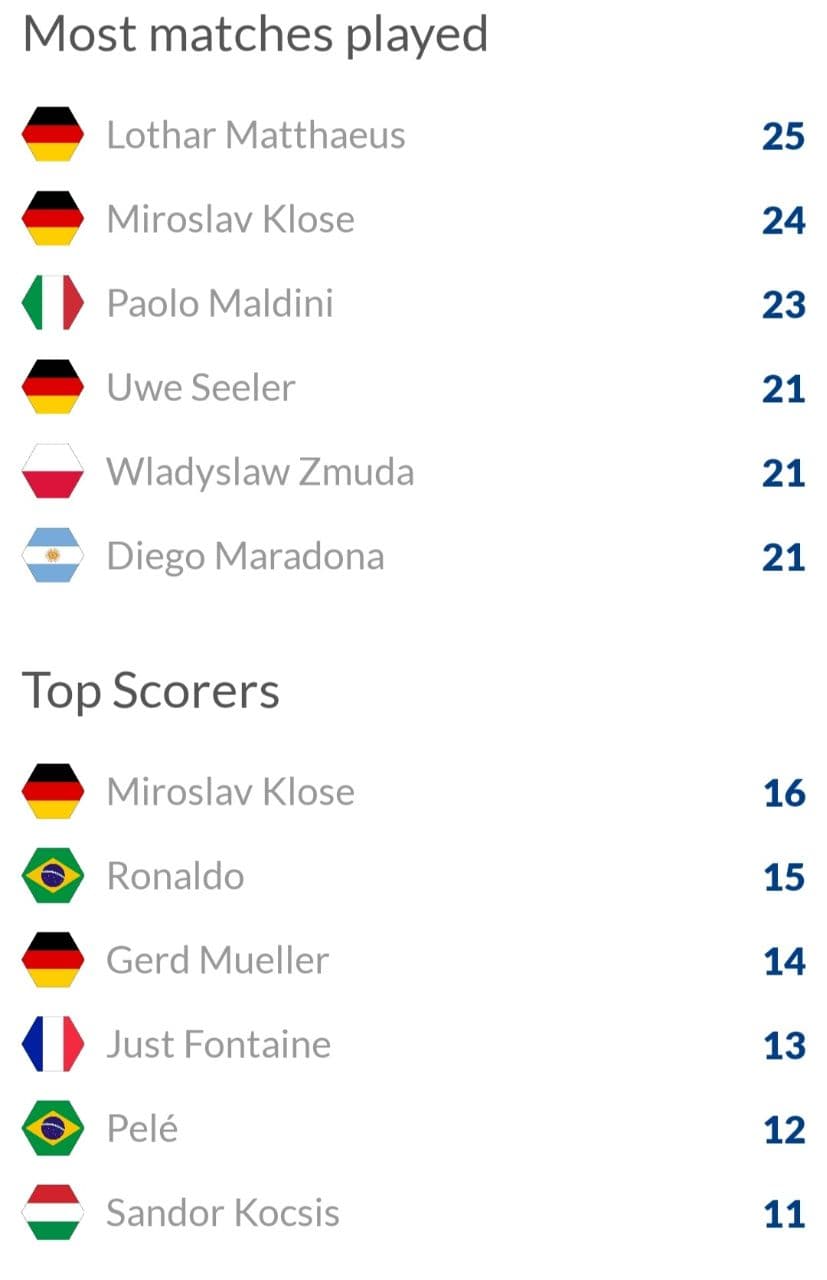 Most matches played
Lothar Matthaeus 25
Miroslav Klose 24
Paolo Maldini 23
Uwe Seeler 21
Wladyslaw Zmuda 21
Diego Maradona 21
Top Scorers
Miroslav Klose 16
Ronaldo 15
Gerd Mueller 14
Just Fontaine 13
Pelé 12
Sandor Kocsis 11